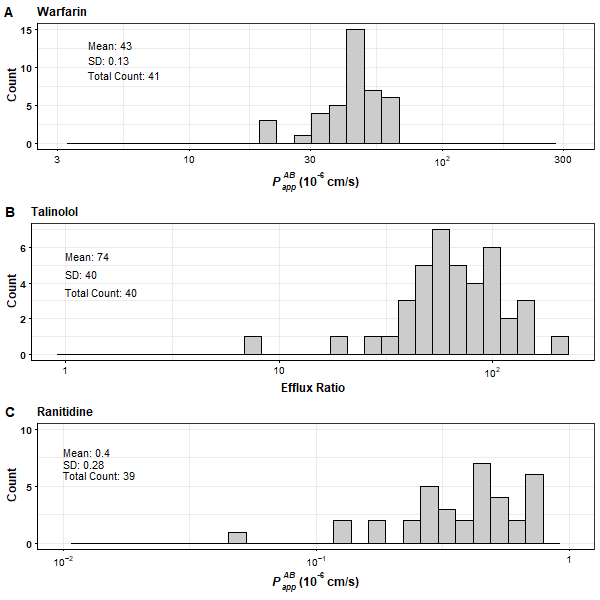 A Warfarin
Mean: 43
SD: 0.13
Total Count: 41
Count
15
10
5
0
3 10 30 10² 300
P_app^AB (10⁻⁶ cm/s)
B Talinolol
Mean: 74
SD: 40
Total Count: 40
Count
6
4
2
0
1 10 10²
Efflux Ratio
C Ranitidine
Mean: 0.4
SD: 0.28
Total Count: 39
Count
10
5
0
10⁻² 10⁻¹ 1
P_app^AB (10⁻⁶ cm/s)